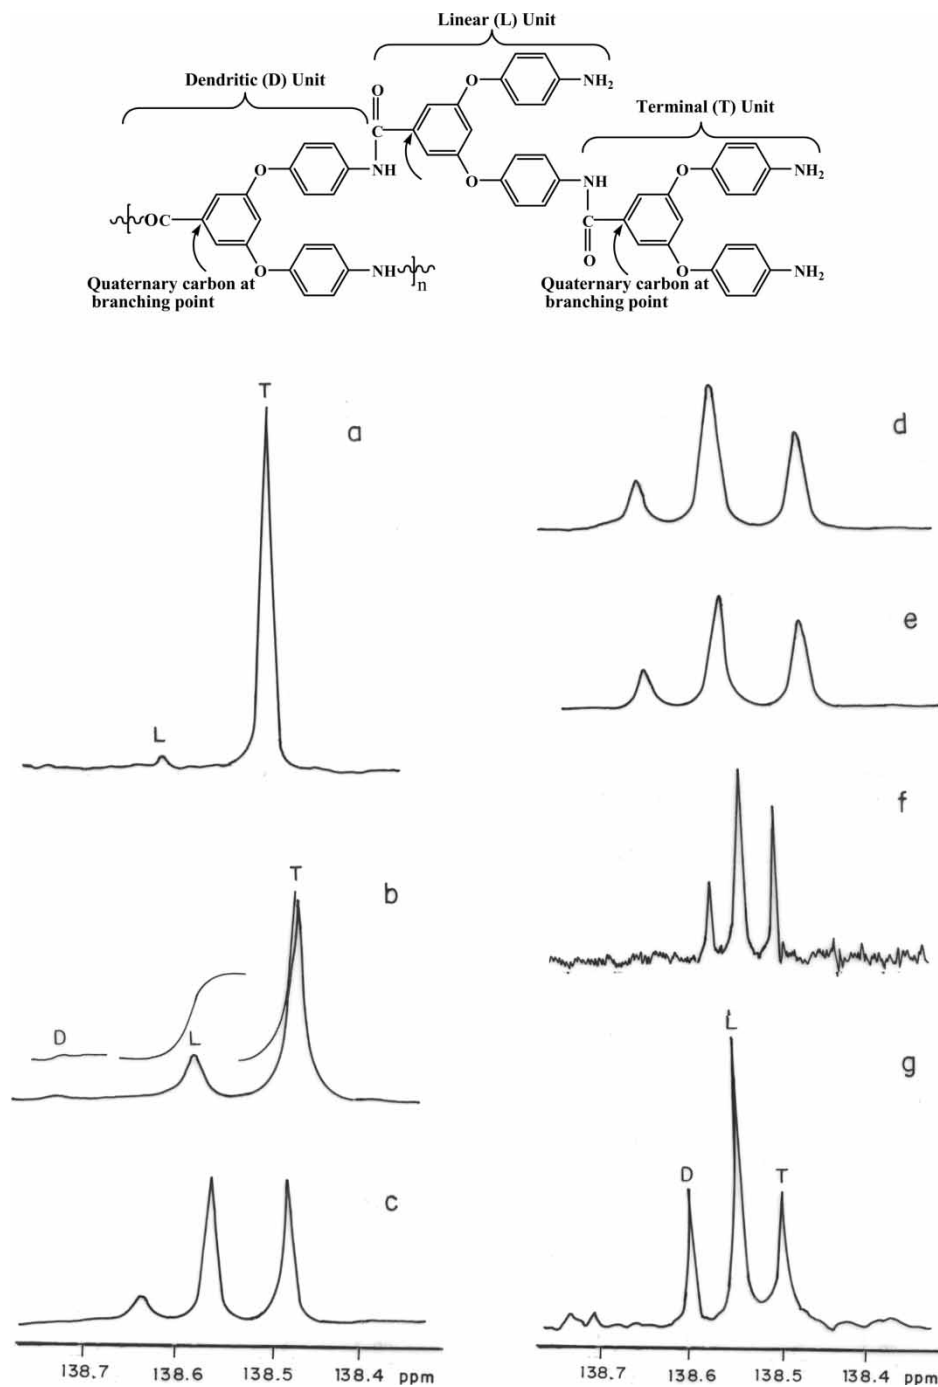 Linear (L) Unit
Dendritic (D) Unit
O
C
O
NH2
Terminal (T) Unit
O
NH
O
NH
O
NH2
OC
C
O
O
NH
n
O
O
NH2
Quaternary carbon at
branching point
Quaternary carbon at
branching point
T
a
L
d
e
f
T
b
D
L
L
g
D
T
c
138.7 138.6 138.5 138.4 ppm
138.7 138.6 138.5 138.4 ppm